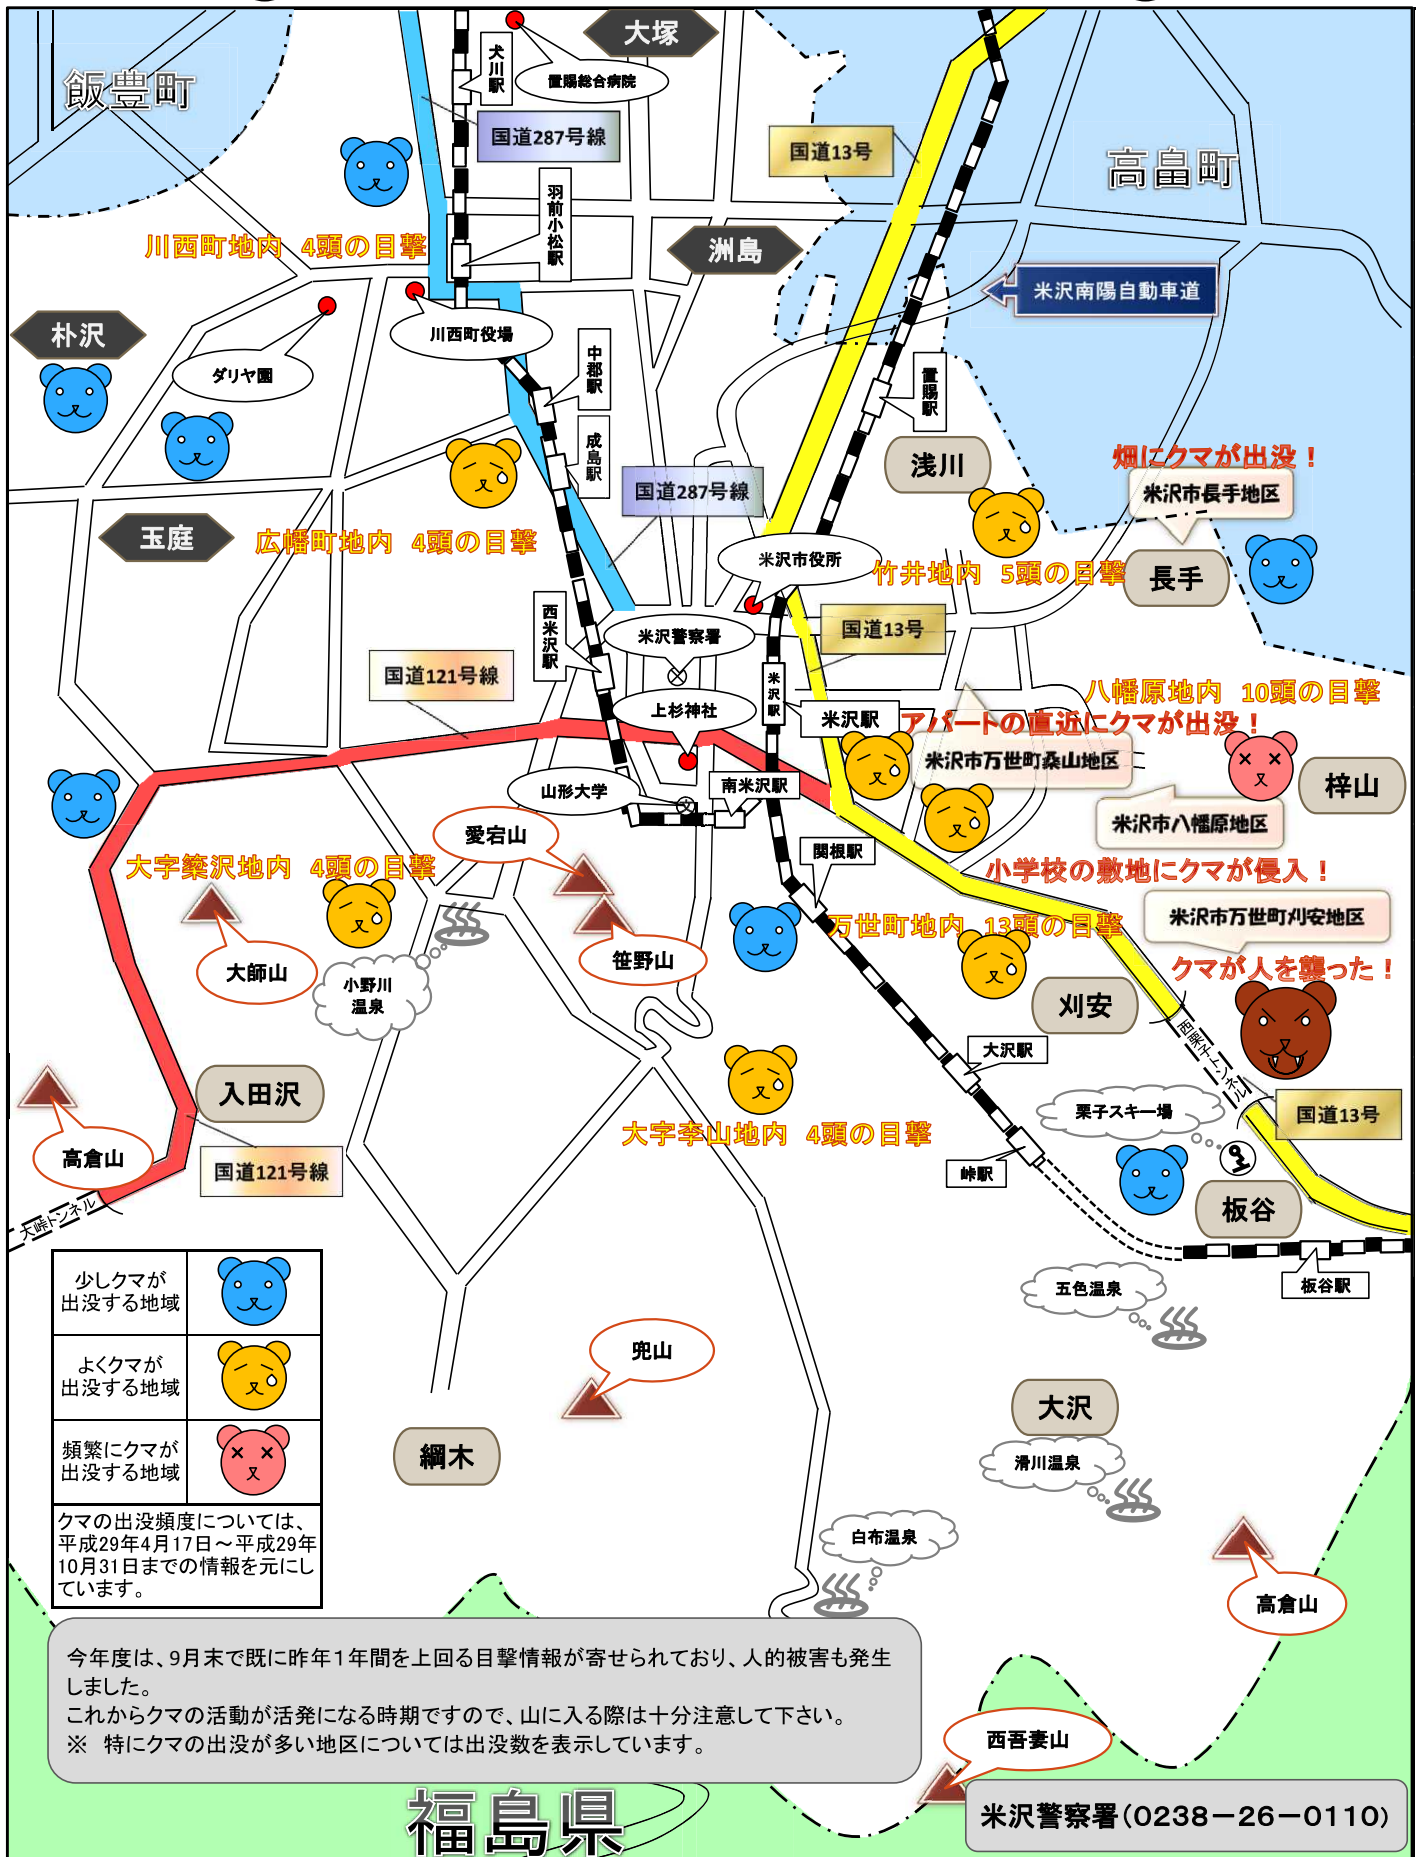 大塚
飯豊町
犬川駅
置賜総合病院
国道287号線
国道13号
高畠町
羽前小松駅
川西町地内 4頭の目撃
洲島
米沢南陽自動車道
朴沢
川西町役場
ダリヤ園
中郡駅
置賜駅
成島駅
浅川
畑にクマが出没！
米沢市長手地区
国道287号線
玉庭
広幡町地内 4頭の目撃
米沢市役所
竹井地内 5頭の目撃
長手
西米沢駅
米沢警察署
国道13号
国道121号線
米沢駅
八幡原地内 10頭の目撃
上杉神社
米沢駅
アパートの直近にクマが出没！
米沢市万世町桑山地区
梓山
山形大学
南米沢駅
米沢市八幡原地区
愛宕山
関根駅
大字簗沢地内 4頭の目撃
小学校の敷地にクマが侵入！
米沢市万世町刈安地区
万世町地内 13頭の目撃
大師山
笹野山
クマが人を襲った！
小野川
温泉
刈安
西栗子トンネル
大沢駅
入田沢
栗子スキー場
国道13号
大字李山地内 4頭の目撃
高倉山
国道121号線
峠駅
板谷
大峠トンネル
少しクマが
出没する地域
五色温泉
板谷駅
よくクマが
出没する地域
兜山
大沢
頻繁にクマが
出没する地域
綱木
滑川温泉
クマの出没頻度については、
平成29年4月17日～平成29年
10月31日までの情報を元にし
ています。
白布温泉
高倉山
今年度は、9月末で既に昨年1年間を上回る目撃情報が寄せられており、人的被害も発生
しました。
これからクマの活動が活発になる時期ですので、山に入る際は十分注意して下さい。
※ 特にクマの出没が多い地区については出没数を表示しています。
西吾妻山
福島県
米沢警察署(0238－26－0110)